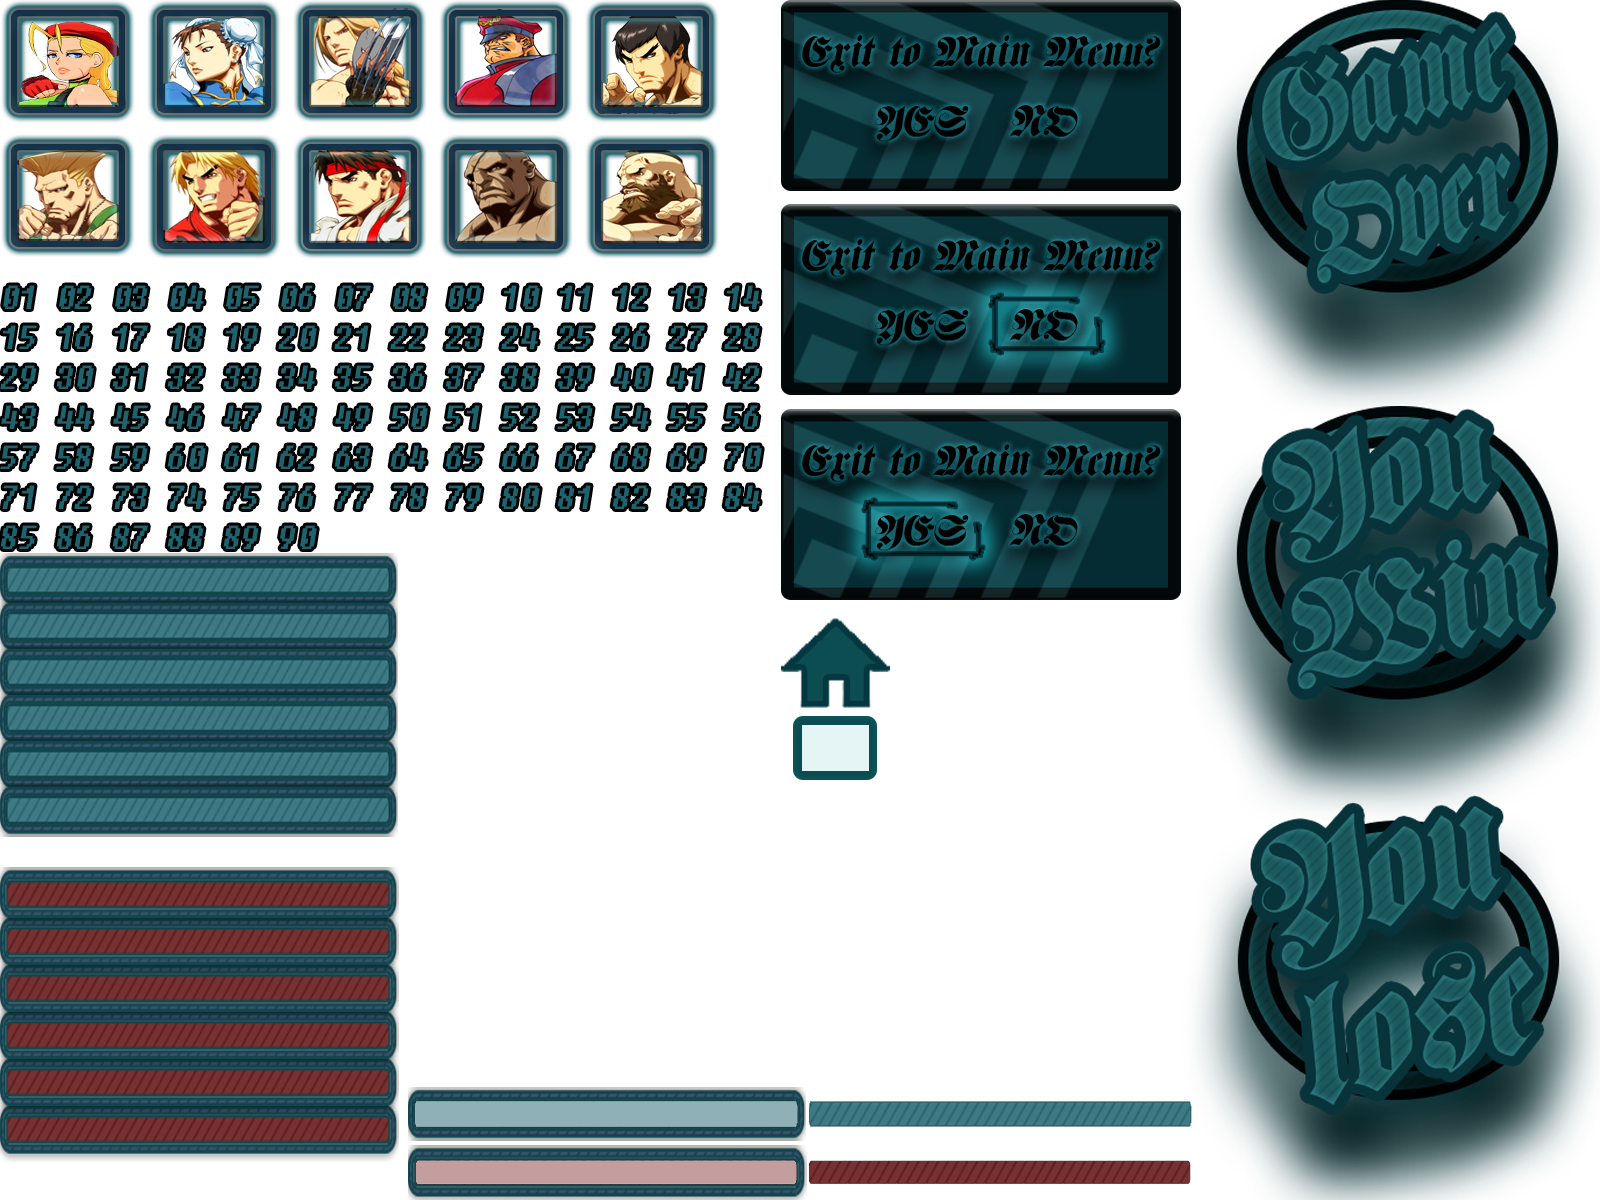 01 02 03 04 05 06 07 08 09 10 11 12 13 14
15 16 17 18 19 20 21 22 23 24 25 26 27 28
29 30 31 32 33 34 35 36 37 38 39 40 41 42
43 44 45 46 47 48 49 50 51 52 53 54 55 56
57 58 59 60 61 62 63 64 65 66 67 68 69 70
71 72 73 74 75 76 77 78 79 80 81 82 83 84
85 86 87 88 89 90
Exit to Main Menu?
YES NO
Exit to Main Menu?
YES NO
Exit to Main Menu?
YES NO
Game
Over
You
Win
You
lose